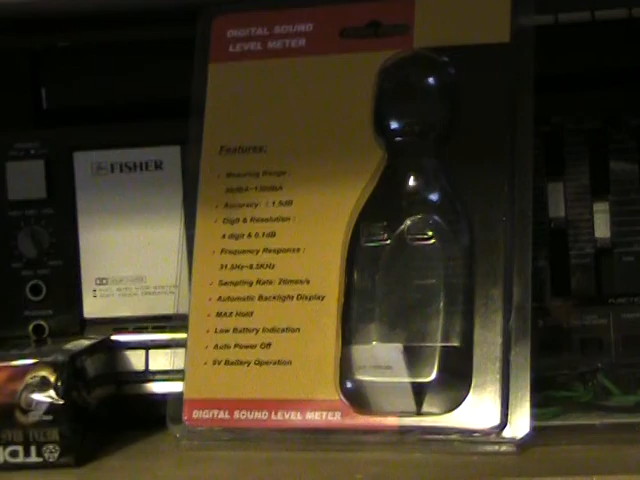 DIGITAL SOUND
LEVEL METER
Features:
Measuring Range :
30dBA~130dBA
Accuracy: ±1.5dB
Digit & Resolution :
4 digit & 0.1dB
Frequency Response :
31.5Hz~8.5KHz
Sampling Rate: 2times/s
Automatic Backlight Display
MAX Hold
Low Battery Indication
Auto Power Off
9V Battery Operation
DIGITAL SOUND LEVEL METER
FISHER
TDK